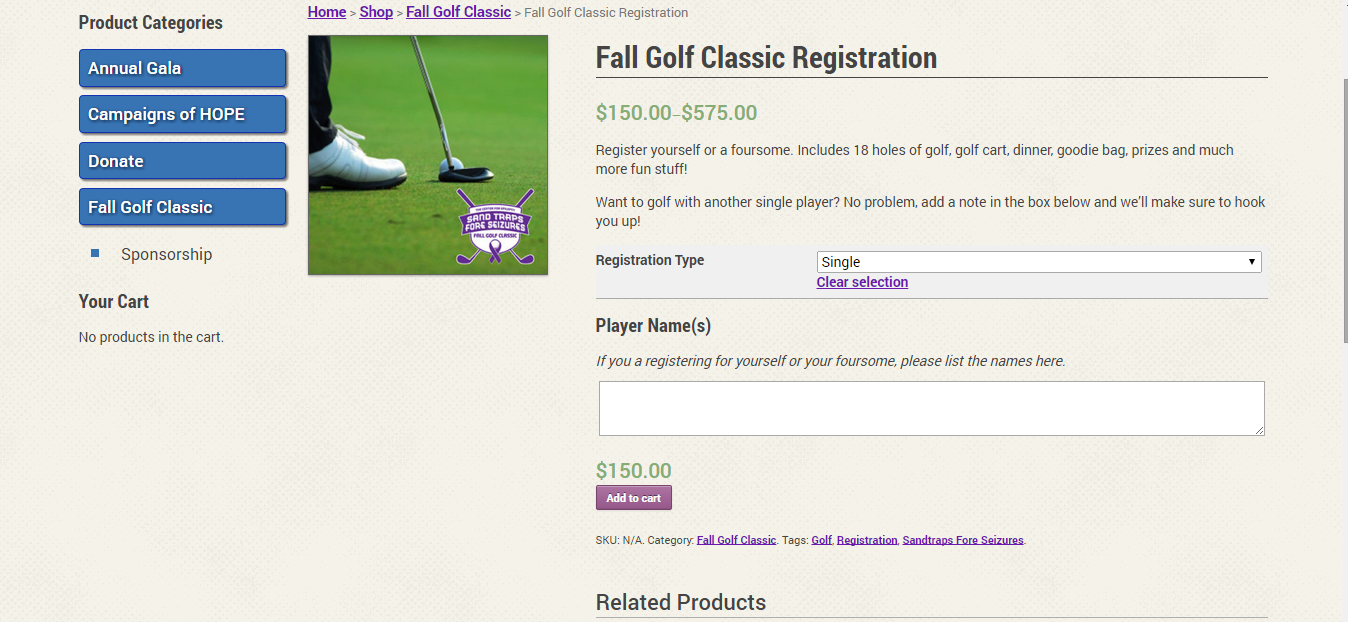 Product Categories
Annual Gala
Campaigns of HOPE
Donate
Fall Golf Classic
Sponsorship
Your Cart
No products in the cart.
Home > Shop > Fall Golf Classic > Fall Golf Classic Registration
SAND TRAPS
FORE SEIZURES
FALL GOLF CLASSIC
Fall Golf Classic Registration
$150.00–$575.00
Register yourself or a foursome. Includes 18 holes of golf, golf cart, dinner, goodie bag, prizes and much
more fun stuff!
Want to golf with another single player? No problem, add a note in the box below and we'll make sure to hook
you up!
Registration Type
Single
Clear selection
Player Name(s)
If you a registering for yourself or your foursome, please list the names here.
$150.00
Add to cart
SKU: N/A. Category: Fall Golf Classic. Tags: Golf, Registration, Sandtraps Fore Seizures.
Related Products